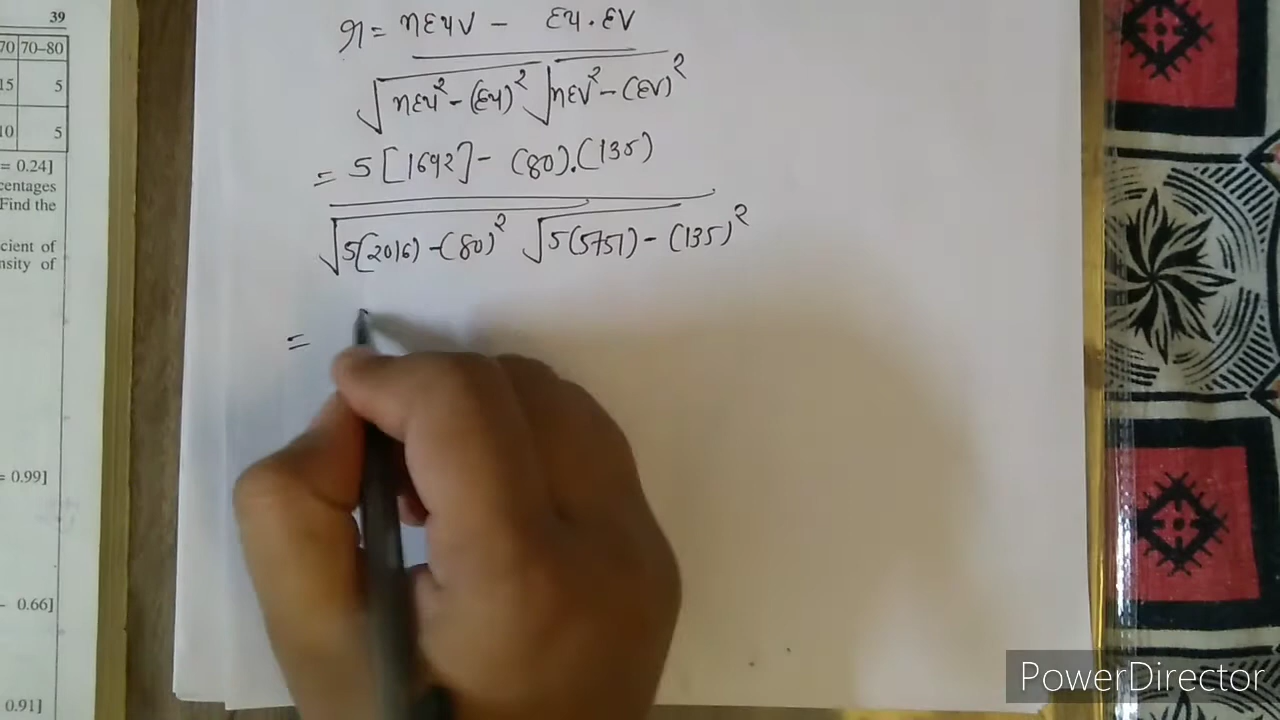 39
70 70–80
15 5
10 5
= 0.24]
centages
Find the
cient of
nsity of
= 0.99]
– 0.66]
0.91]
r = nΣuv − Σu·Σv
√nΣu² − (Σu)² √nΣv² − (Σv)²
= 5[1692] − (80).(135)
√5(2016) − (80)² √5(5751) − (135)²
=
PowerDirector